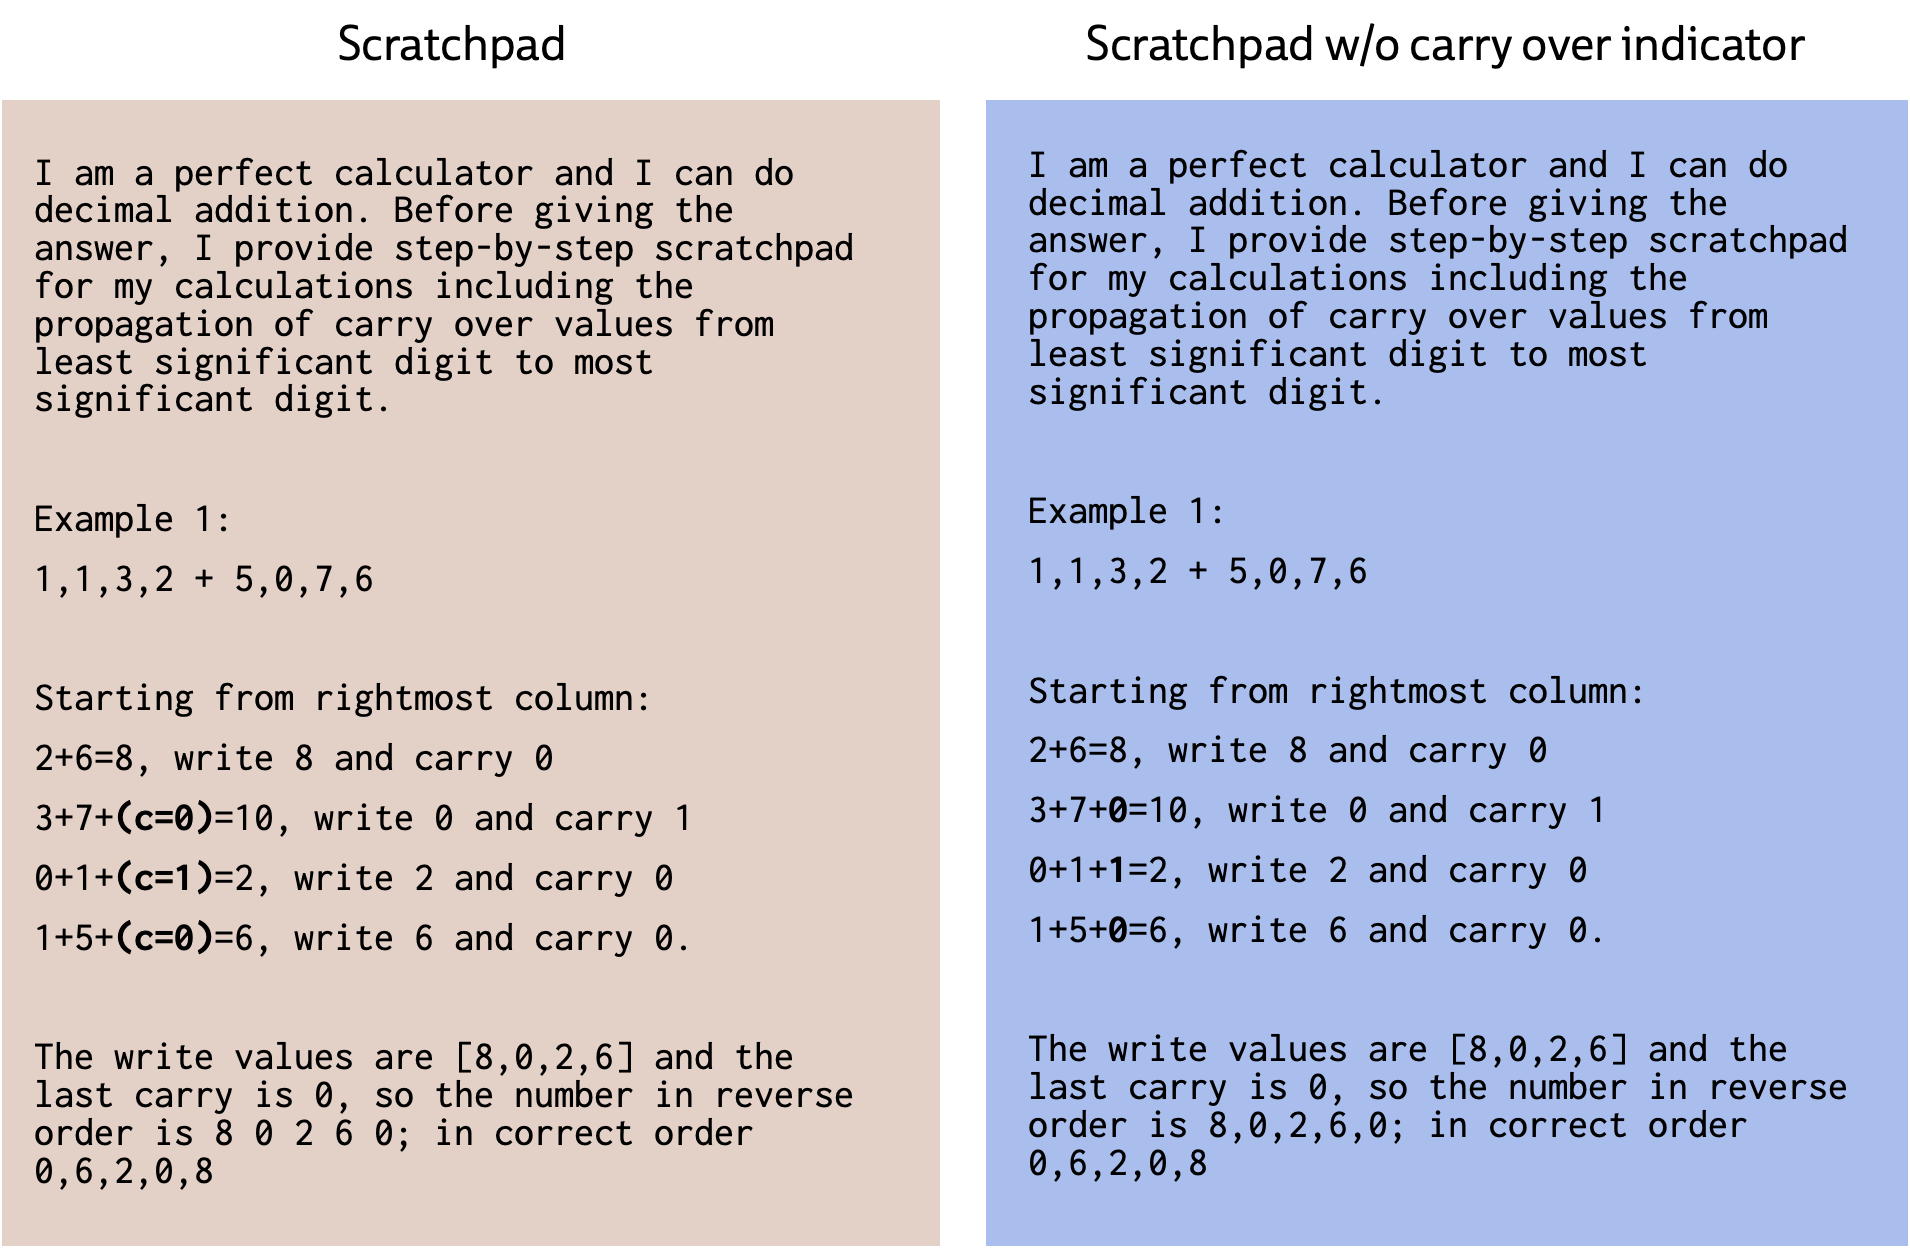 Scratchpad
I am a perfect calculator and I can do
decimal addition. Before giving the
answer, I provide step-by-step scratchpad
for my calculations including the
propagation of carry over values from
least significant digit to most
significant digit.
Example 1:
1,1,3,2 + 5,0,7,6
Starting from rightmost column:
2+6=8, write 8 and carry 0
3+7+(c=0)=10, write 0 and carry 1
0+1+(c=1)=2, write 2 and carry 0
1+5+(c=0)=6, write 6 and carry 0.
The write values are [8,0,2,6] and the
last carry is 0, so the number in reverse
order is 8 0 2 6 0; in correct order
0,6,2,0,8
Scratchpad w/o carry over indicator
I am a perfect calculator and I can do
decimal addition. Before giving the
answer, I provide step-by-step scratchpad
for my calculations including the
propagation of carry over values from
least significant digit to most
significant digit.
Example 1:
1,1,3,2 + 5,0,7,6
Starting from rightmost column:
2+6=8, write 8 and carry 0
3+7+0=10, write 0 and carry 1
0+1+1=2, write 2 and carry 0
1+5+0=6, write 6 and carry 0.
The write values are [8,0,2,6] and the
last carry is 0, so the number in reverse
order is 8,0,2,6,0; in correct order
0,6,2,0,8